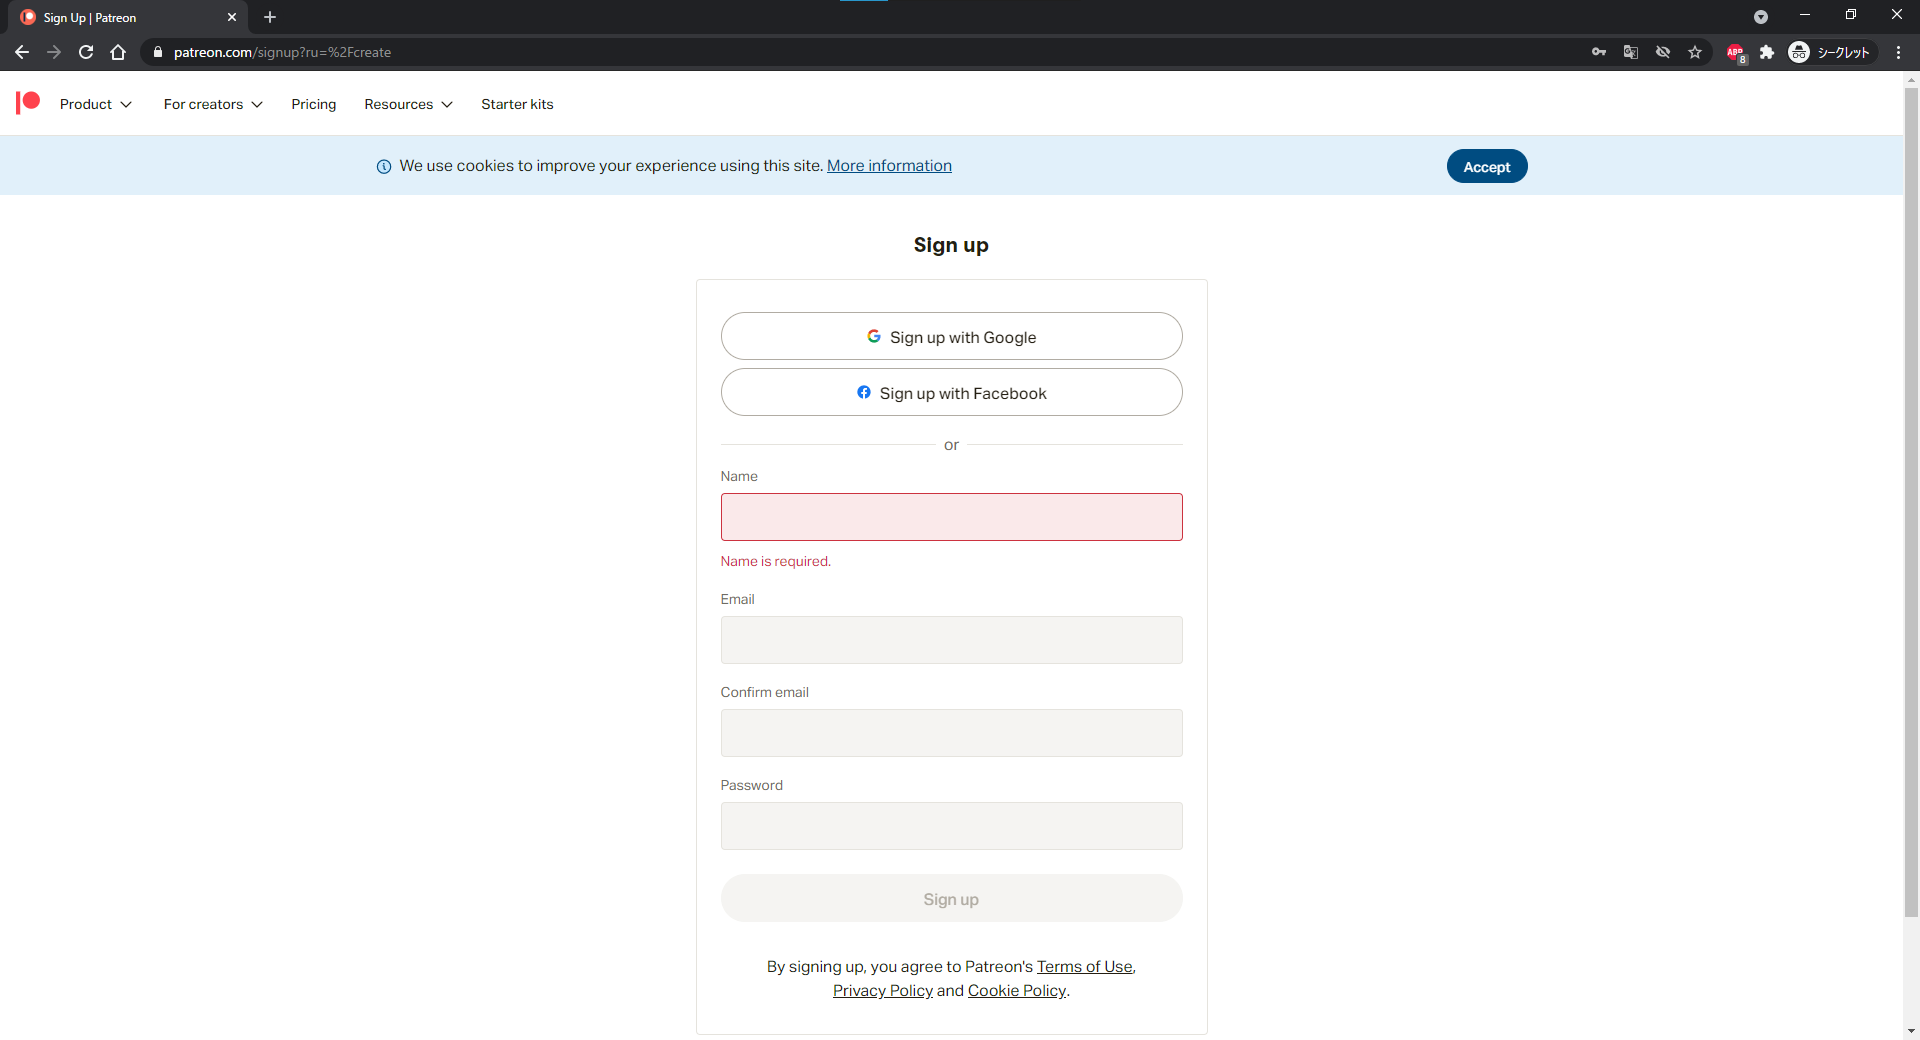 Sign Up | Patreon
patreon.com/signup?ru=%2Fcreate
ABP
8
シークレット
Product
For creators
Pricing
Resources
Starter kits
We use cookies to improve your experience using this site. More information
Accept
Sign up
Sign up with Google
Sign up with Facebook
or
Name
Name is required.
Email
Confirm email
Password
Sign up
By signing up, you agree to Patreon's Terms of Use,
Privacy Policy and Cookie Policy.